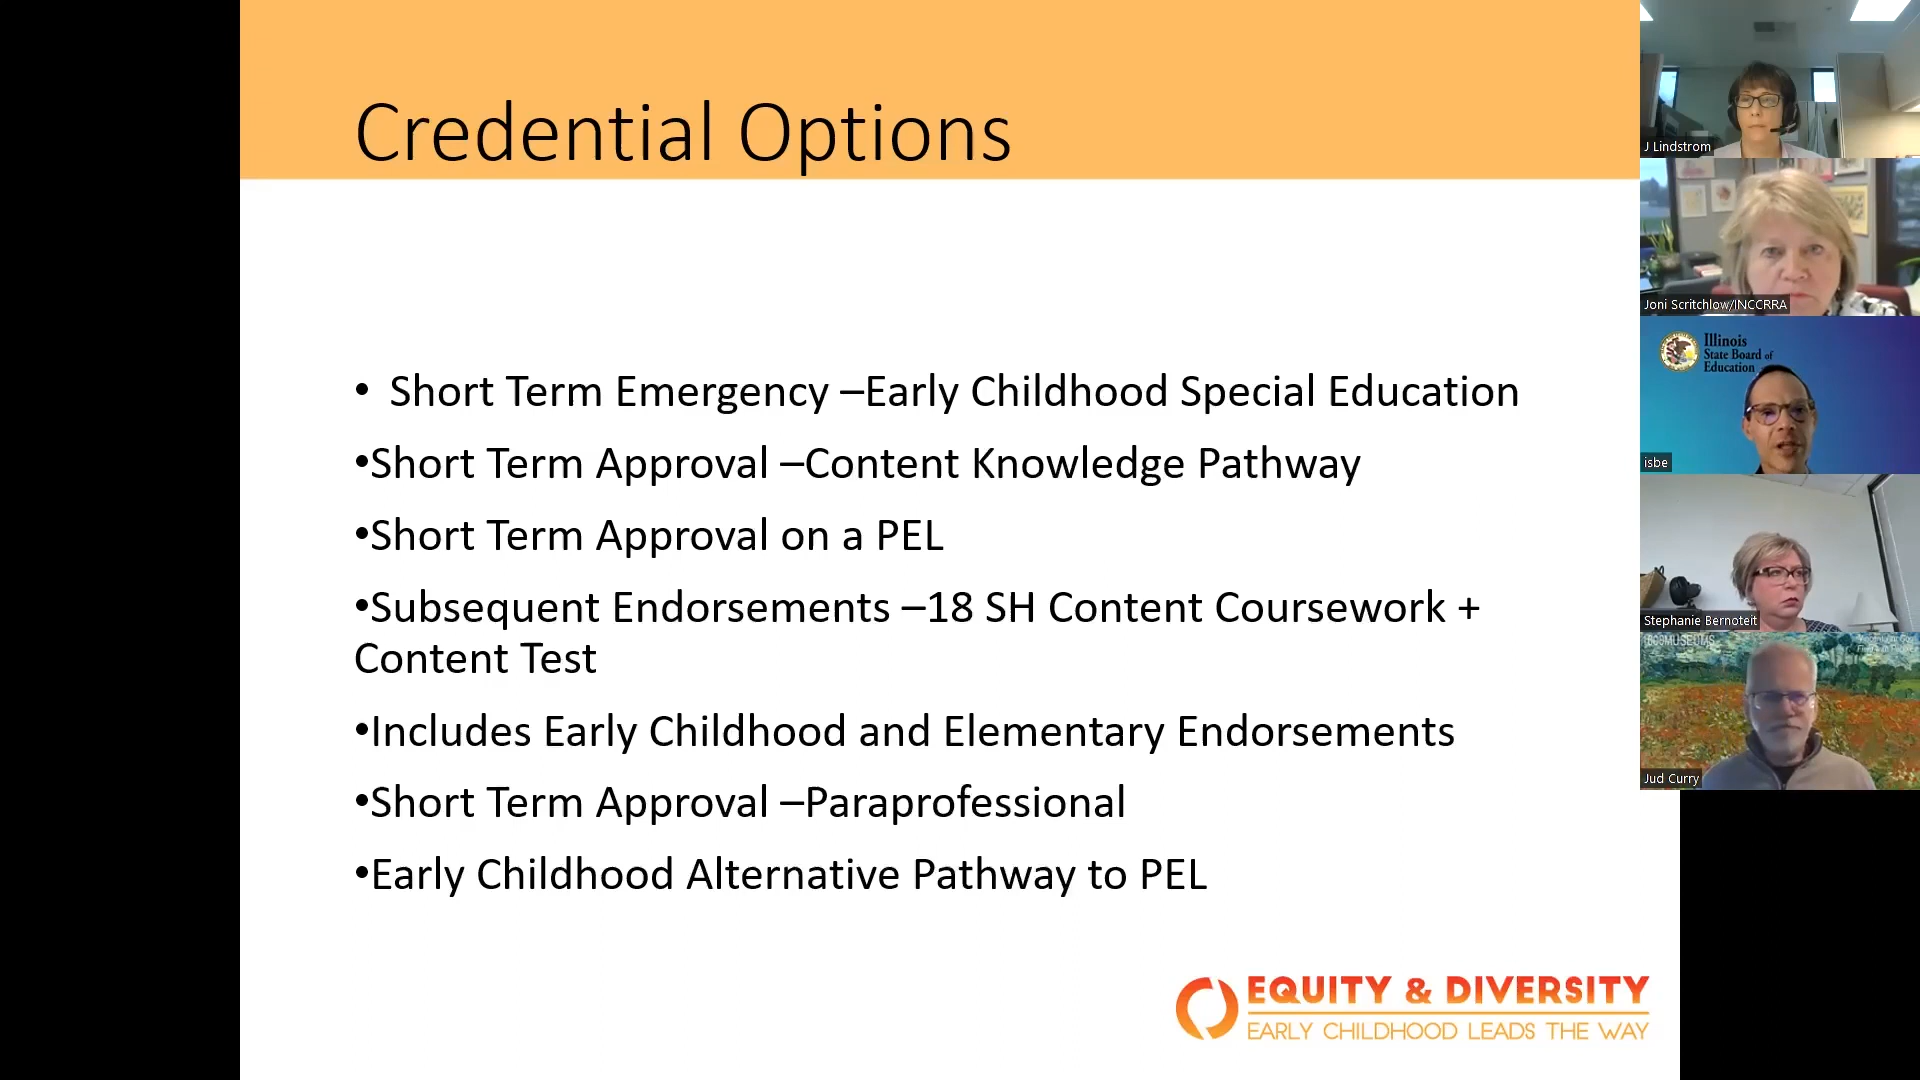 Credential Options
• Short Term Emergency –Early Childhood Special Education
•Short Term Approval –Content Knowledge Pathway
•Short Term Approval on a PEL
•Subsequent Endorsements –18 SH Content Coursework +
Content Test
•Includes Early Childhood and Elementary Endorsements
•Short Term Approval –Paraprofessional
•Early Childhood Alternative Pathway to PEL
EQUITY & DIVERSITY
EARLY CHILDHOOD LEADS THE WAY
J Lindstrom
Joni Scritchlow/INCCRRA
Illinois
State Board of
Education
isbe
Stephanie Bernoteit
Jud Curry